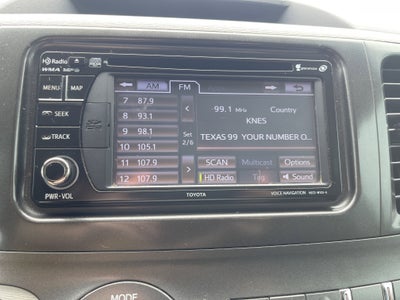 HD Radio
WMA MP3
MENU
MAP
SEEK
TRACK
PWR•VOL
AM
FM
7 87.9
8 93.1
9 98.1
10 105.1
11 107.9
12 107.9
Set
2/6
99.1 MHz
Country
KNES
TEXAS 99 YOUR NUMBER O...
SCAN
Multicast
Options
HD Radio
Tag
Sound
TOYOTA
VOICE NAVIGATION